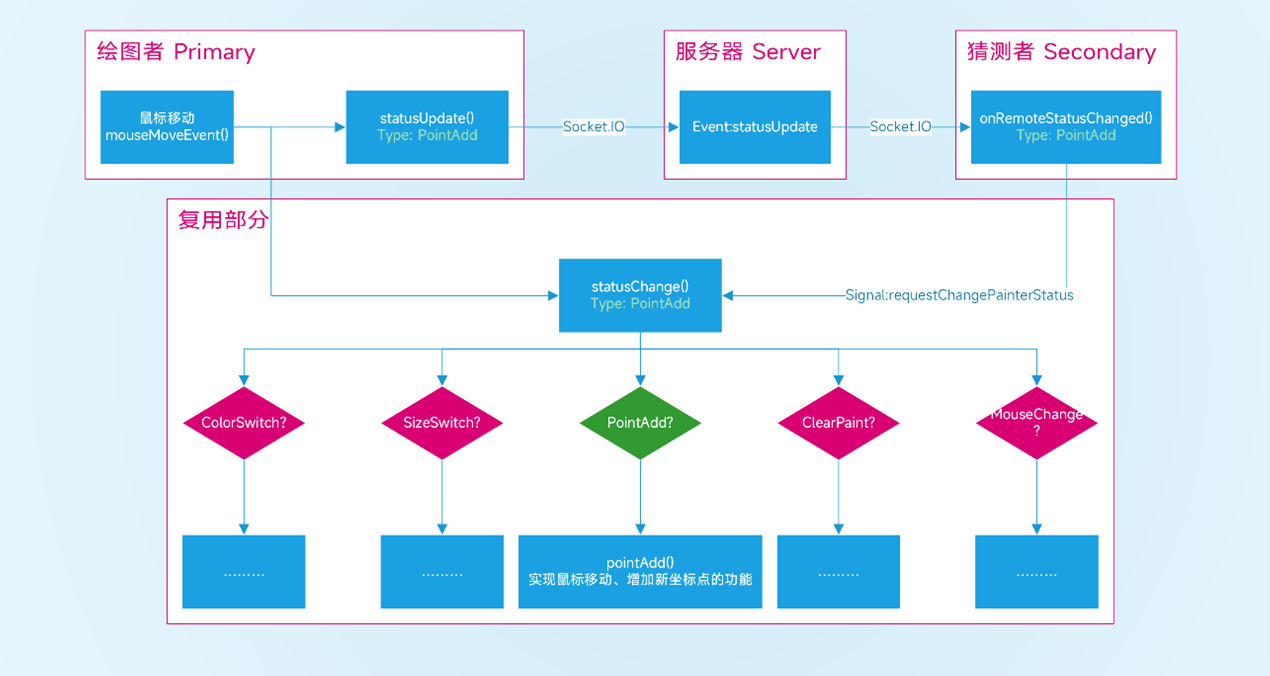 绘图者 Primary
服务器 Server
猜测者 Secondary
鼠标移动
mouseMoveEvent()
statusUpdate()
Type: PointAdd
Socket.IO
Event:statusUpdate
Socket.IO
onRemoteStatusChanged()
Type: PointAdd
复用部分
statusChange()
Type: PointAdd
Signal:requestChangePainterStatus
ColorSwitch?
SizeSwitch?
PointAdd?
ClearPaint?
MouseChange
?
.........
.........
pointAdd()
实现鼠标移动、增加新坐标点的功能
.........
.........